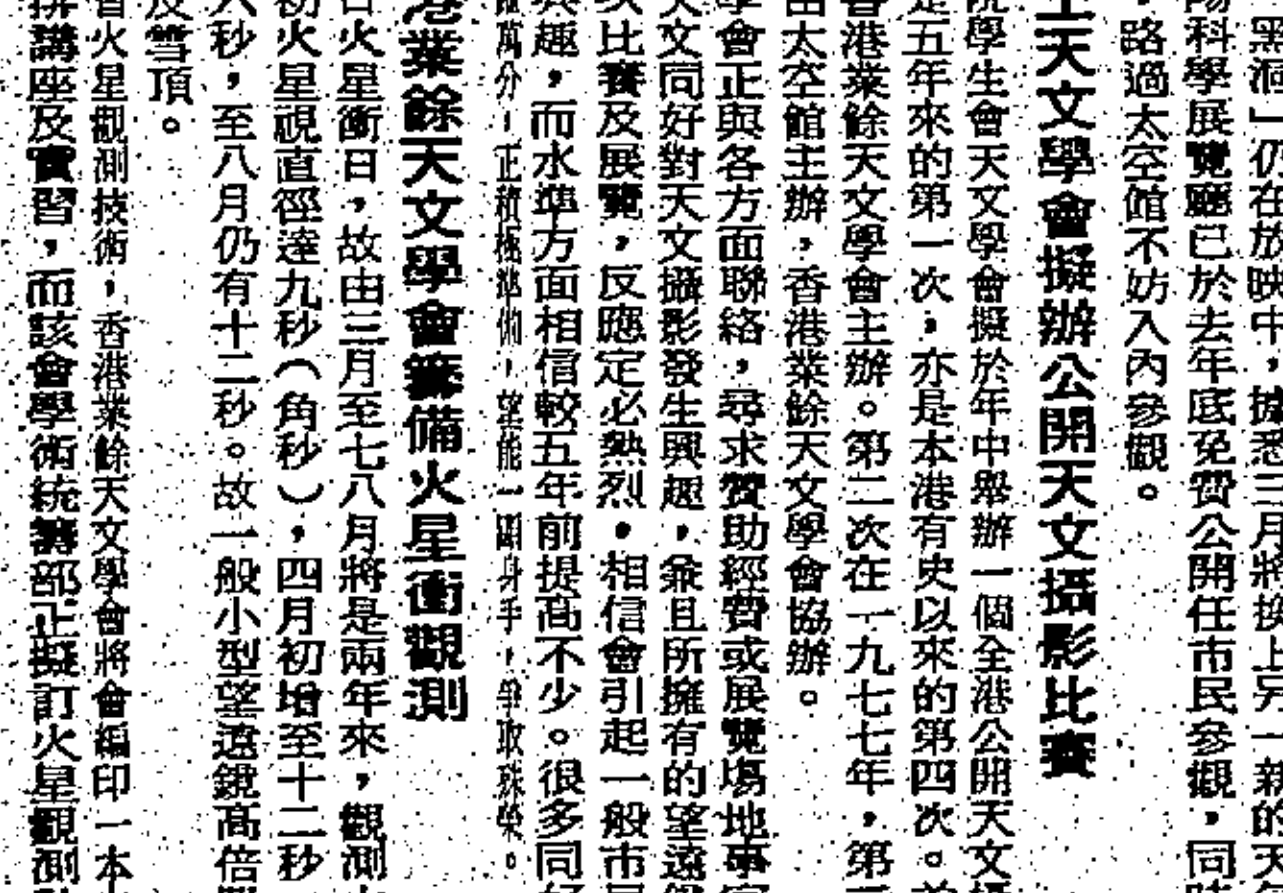 黑洞」仍在放映中，據悉三月將換上另一新的天
陽科學展覽廳已於去年底免費公開任市民參觀，同
，路過太空館不妨入內參觀。
天文學會擬辦公開天文攝影比賽
院學生會天文學會擬於年中舉辦一個全港公開天文攝
是五年來的第一次，亦是本港有史以來的第四次。首
香港業餘天文學會主辦。第二次在一九七七年，第三
由太空館主辦，香港業餘天文學會協辦。
學會正與各方面聯絡，尋求贊助經費或展覽場地事宜
天文同好對天文攝影發生興趣，兼且所擁有的望遠鏡
次比賽及展覽，反應定必熱烈，相信會引起一般市民
興趣，而水準方面相信較五年前提高不少。很多同好
萬分，正積極準備，望能一顯身手，爭取殊榮。
港業餘天文學會籌備火星衝觀測
日火星衝日，故由三月至七八月將是兩年來，觀測火
初火星視直徑達九秒（角秒），四月初增至十二秒
六秒，至八月仍有十二秒。故一般小型望遠鏡高倍
及雪頂。
習火星觀測技術，香港業餘天文學會將會編印一本
排講座及實習，而該會學術統籌部正擬訂火星觀測